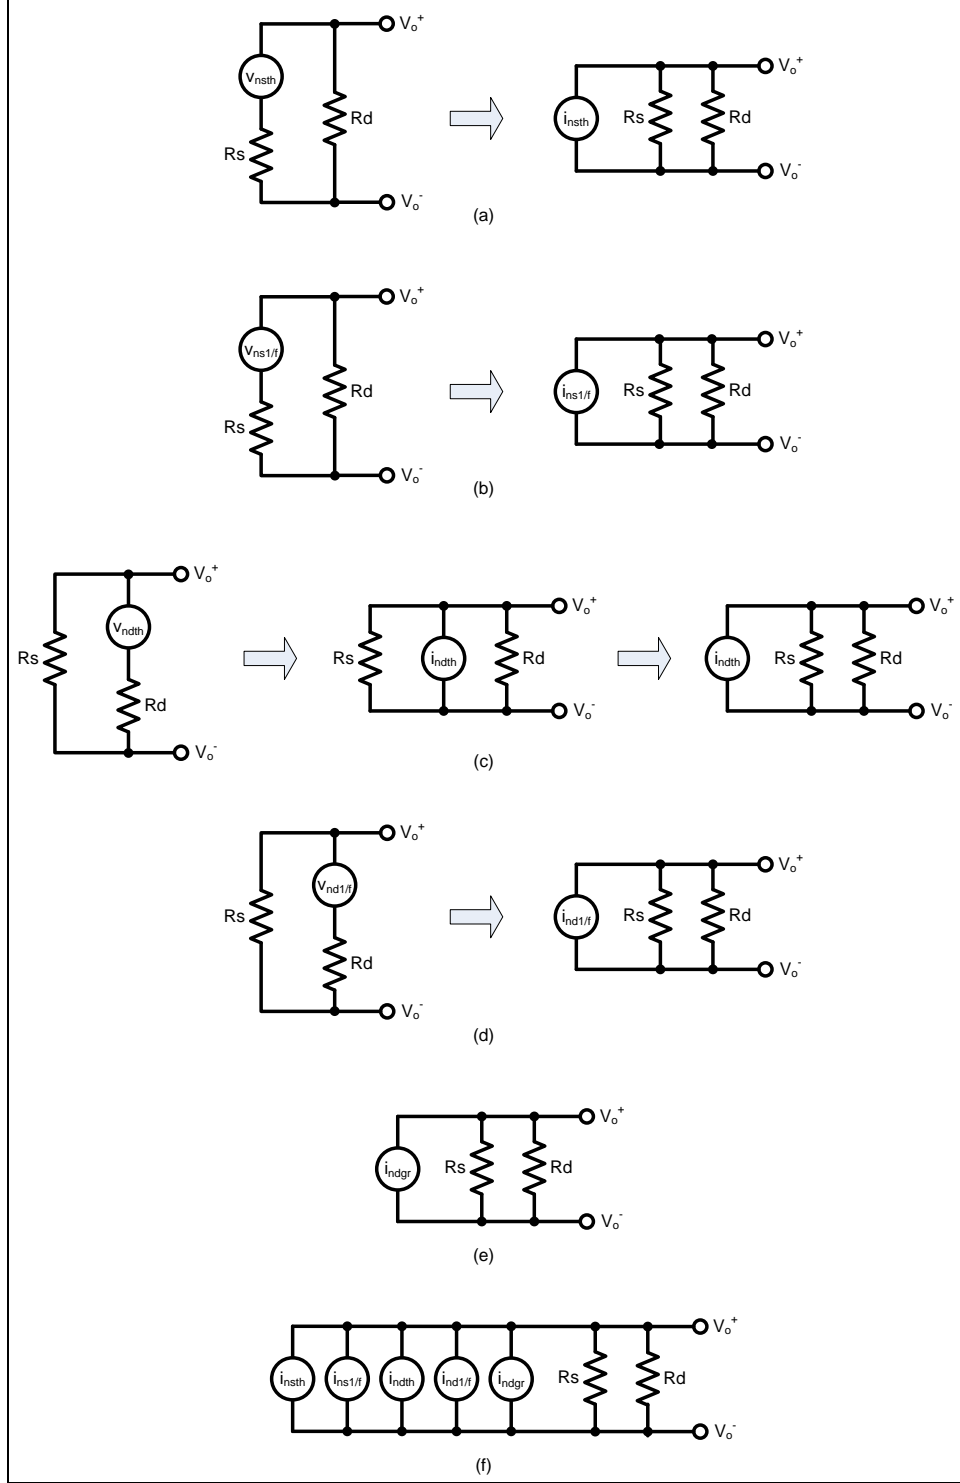 Vo+
vnsth
Rs
Rd
Vo-
insth
Rs
Rd
Vo+
Vo-
(a)
Vo+
vns1/f
Rs
Rd
Vo-
ins1/f
Rs
Rd
Vo+
Vo-
(b)
Vo+
vndth
Rs
Rd
Vo-
Vo+
Rs
indth
Rd
Vo-
Vo+
indth
Rs
Rd
Vo-
(c)
Vo+
vnd1/f
Rs
Rd
Vo-
Vo+
ind1/f
Rs
Rd
Vo-
(d)
Vo+
indgr
Rs
Rd
Vo-
(e)
Vo+
insth
ins1/f
indth
ind1/f
indgr
Rs
Rd
Vo-
(f)